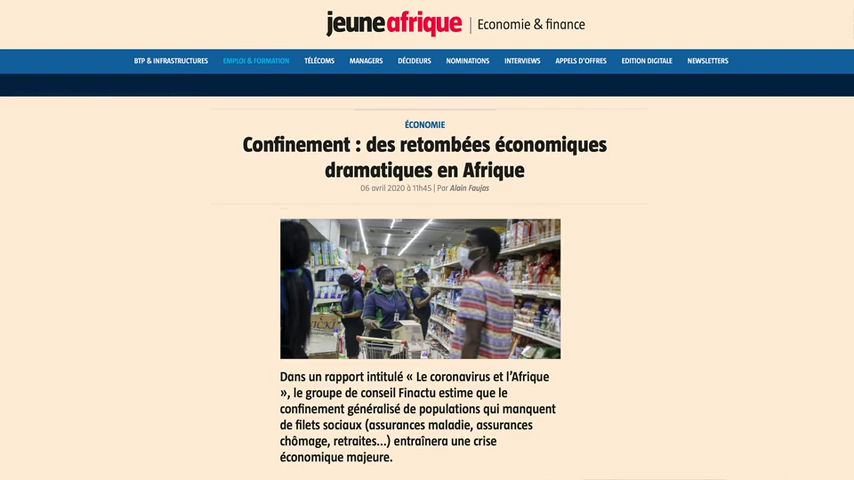 jeuneafrique | Economie & finance
BTP & INFRASTRUCTURES EMPLOI & FORMATION TÉLÉCOMS MANAGERS DÉCIDEURS NOMINATIONS INTERVIEWS APPELS D'OFFRES EDITION DIGITALE NEWSLETTERS
ÉCONOMIE
Confinement : des retombées économiques
dramatiques en Afrique
06 avril 2020 à 11h45 | Par Alain Faujas
Dans un rapport intitulé « Le coronavirus et l'Afrique
», le groupe de conseil Finactu estime que le
confinement généralisé de populations qui manquent
de filets sociaux (assurances maladie, assurances
chômage, retraites...) entraînera une crise
économique majeure.